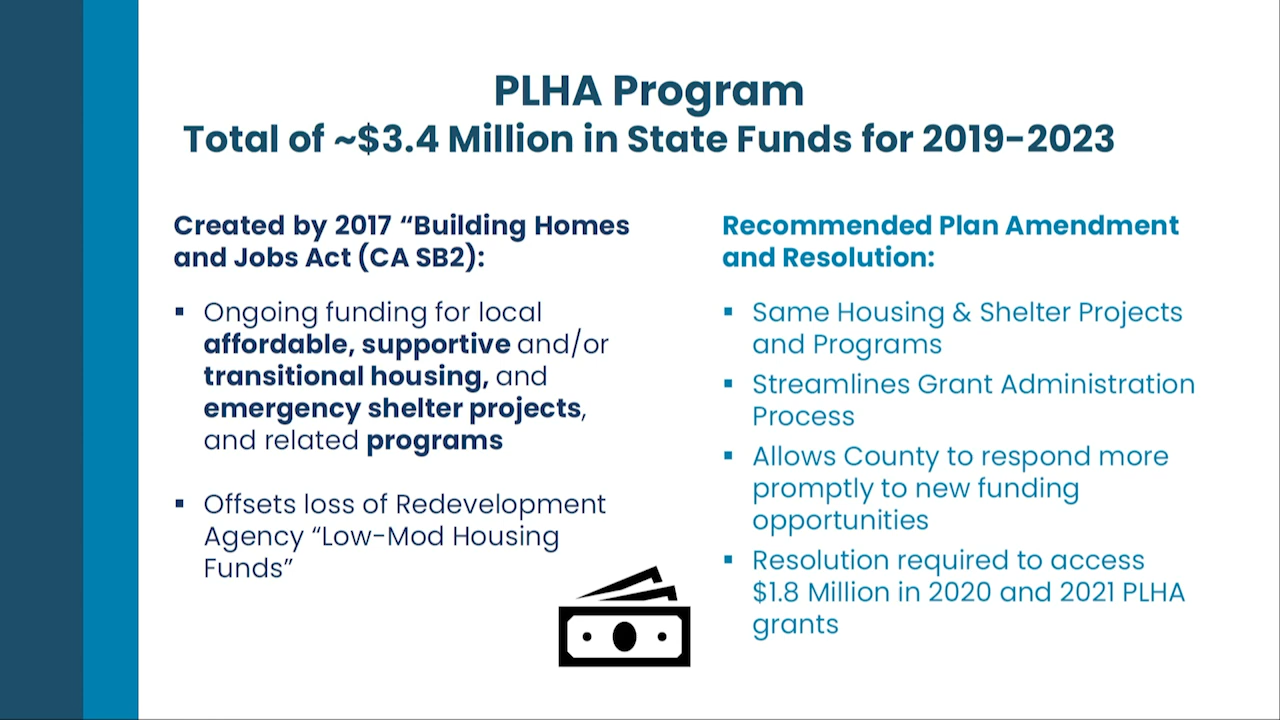 PLHA Program
Total of ~$3.4 Million in State Funds for 2019-2023
Created by 2017 “Building Homes
and Jobs Act (CA SB2):
▪ Ongoing funding for local
affordable, supportive and/or
transitional housing, and
emergency shelter projects,
and related programs
▪ Offsets loss of Redevelopment
Agency “Low-Mod Housing
Funds”
Recommended Plan Amendment
and Resolution:
▪ Same Housing & Shelter Projects
and Programs
▪ Streamlines Grant Administration
Process
▪ Allows County to respond more
promptly to new funding
opportunities
▪ Resolution required to access
$1.8 Million in 2020 and 2021 PLHA
grants